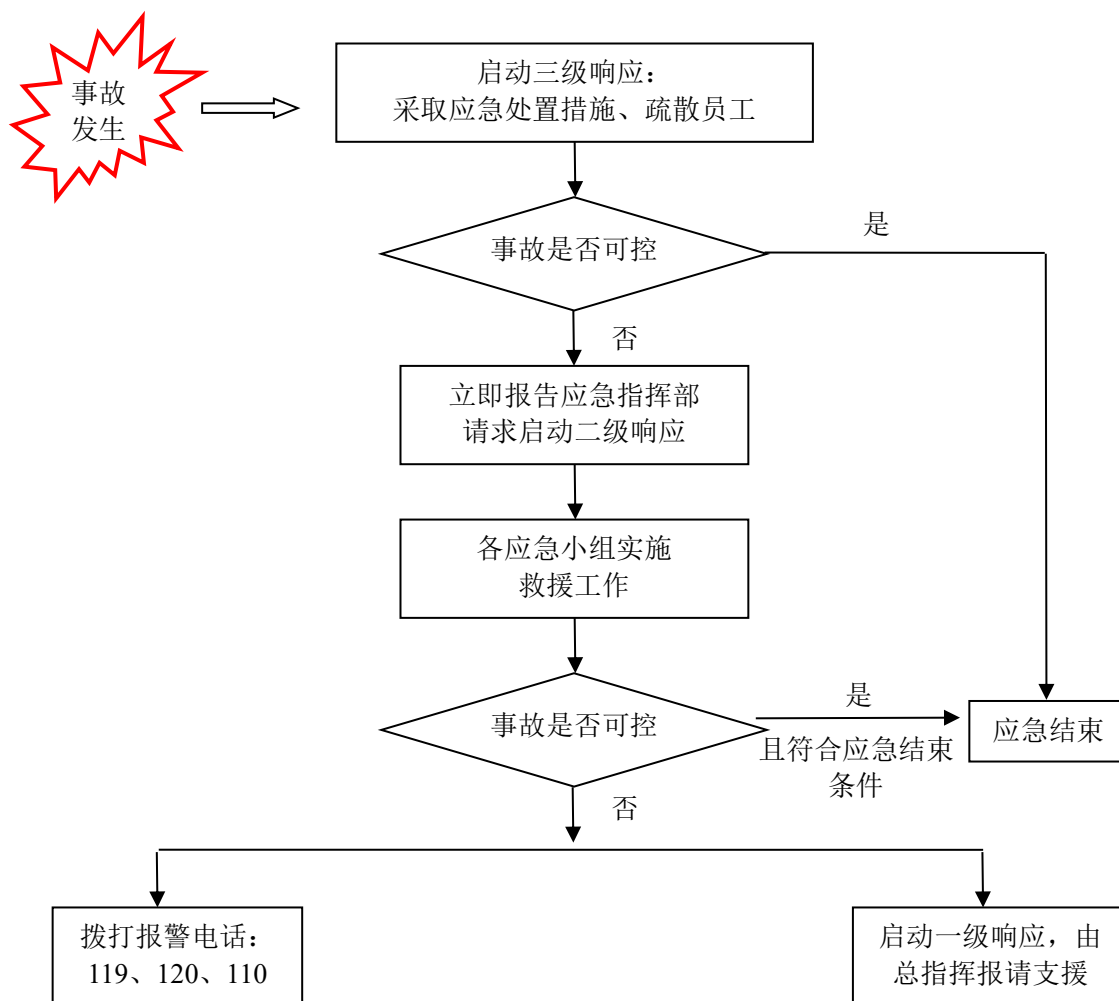 事故
发生
启动三级响应：
采取应急处置措施、疏散员工
事故是否可控
是
否
立即报告应急指挥部
请求启动二级响应
各应急小组实施
救援工作
事故是否可控
是
且符合应急结束
条件
应急结束
否
拨打报警电话：
119、120、110
启动一级响应，由
总指挥报请支援